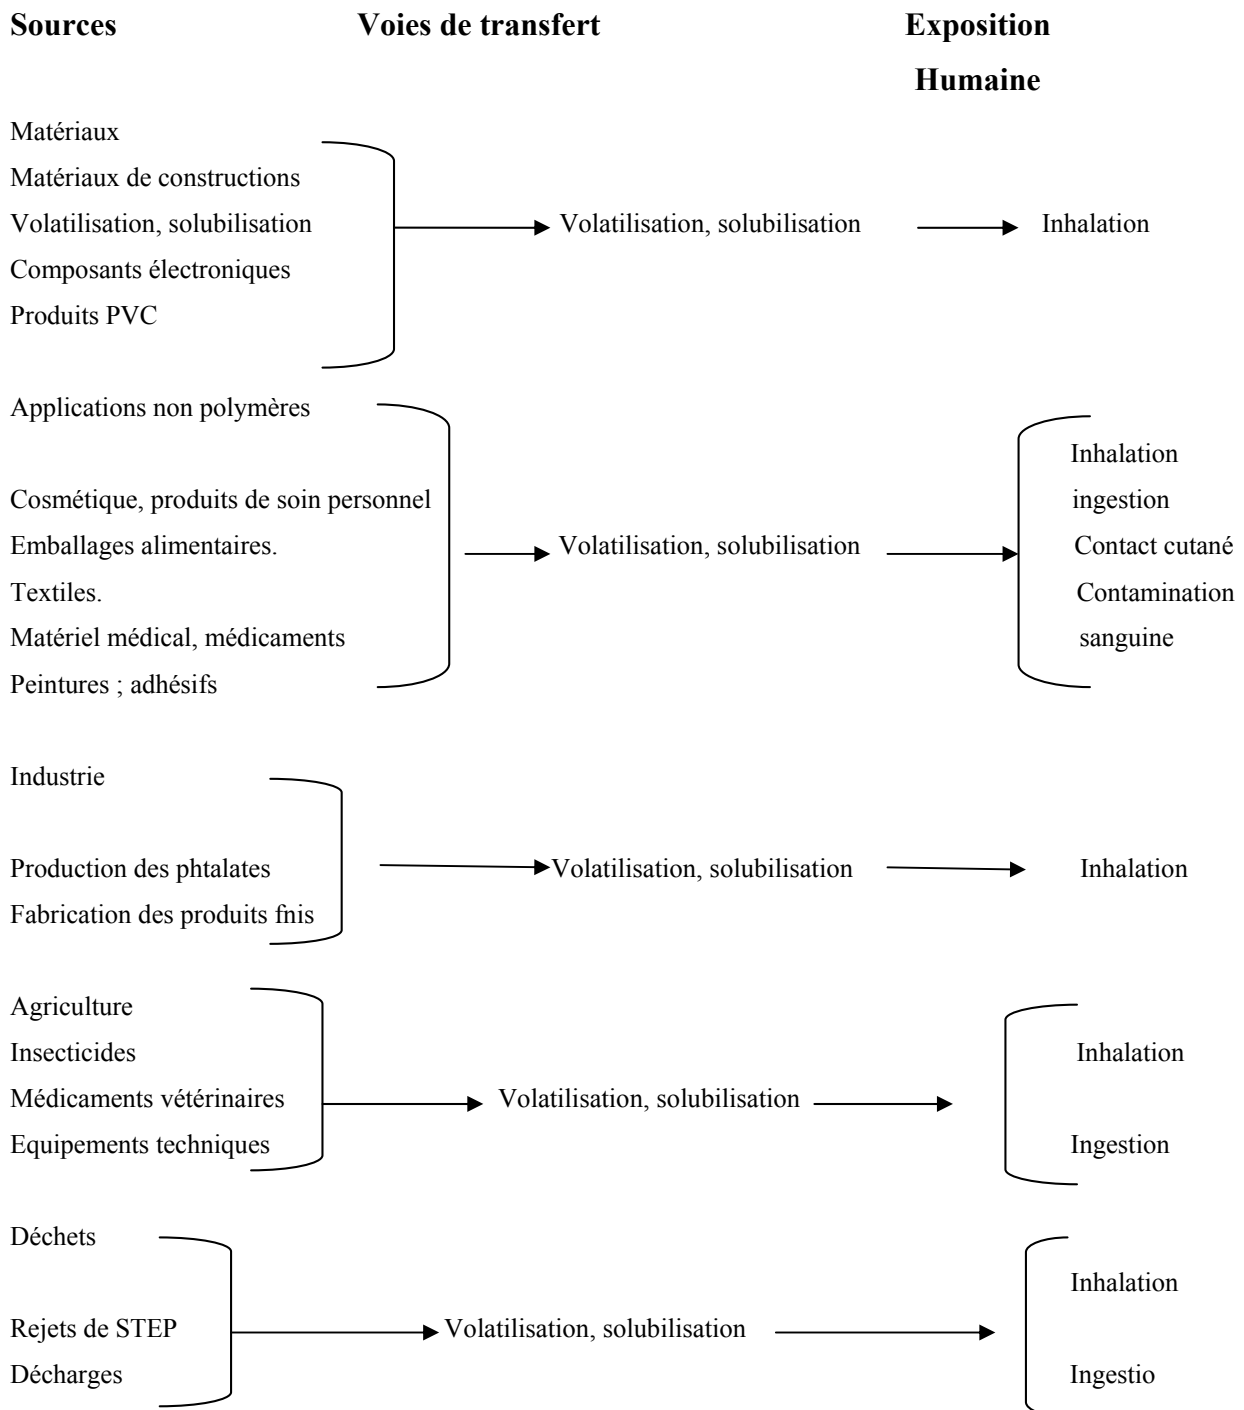 Sources Voies de transfert Exposition
Humaine
Matériaux
Matériaux de constructions
Volatilisation, solubilisation Volatilisation, solubilisation Inhalation
Composants électroniques
Produits PVC
Applications non polymères
Inhalation
Cosmétique, produits de soin personnel ingestion
Emballages alimentaires. Volatilisation, solubilisation Contact cutané
Textiles. Contamination
Matériel médical, médicaments sanguine
Peintures ; adhésifs
Industrie
Production des phtalates Volatilisation, solubilisation Inhalation
Fabrication des produits fnis
Agriculture
Insecticides Inhalation
Médicaments vétérinaires Volatilisation, solubilisation
Equipements techniques Ingestion
Déchets
Inhalation
Rejets de STEP Volatilisation, solubilisation
Décharges Ingestio